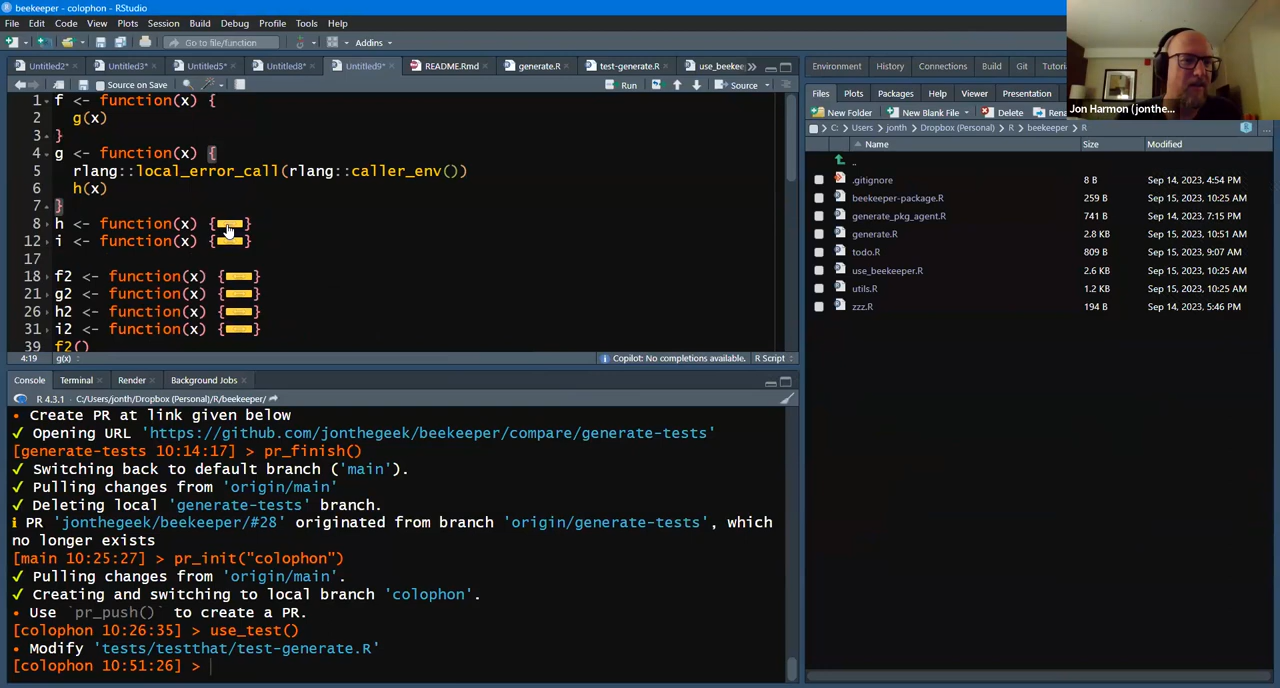 beekeeper - colophon - RStudio
File Edit Code View Plots Session Build Debug Profile Tools Help
Go to file/function Addins
Untitled2* Untitled3* Untitled5* Untitled8* Untitled9* README.Rmd generate.R test-generate.R use_beekee
Source on Save Run Source
1 f <- function(x) {
2 g(x)
3 }
4 g <- function(x) {
5 rlang::local_error_call(rlang::caller_env())
6 h(x)
7 }
8 h <- function(x) { }
12 i <- function(x) { }
17
18 f2 <- function(x) { }
21 g2 <- function(x) { }
26 h2 <- function(x) { }
31 i2 <- function(x) { }
39 f2()
4:19 g(x) Copilot: No completions available. R Script
Console Terminal Render Background Jobs
R 4.3.1 · C:/Users/jonth/Dropbox (Personal)/R/beekeeper/
• Create PR at link given below
✓ Opening URL 'https://github.com/jonthegeek/beekeeper/compare/generate-tests'
[generate-tests 10:14:17] > pr_finish()
✓ Switching back to default branch ('main').
✓ Pulling changes from 'origin/main'
✓ Deleting local 'generate-tests' branch.
i PR 'jonthegeek/beekeeper/#28' originated from branch 'origin/generate-tests', which
no longer exists
[main 10:25:27] > pr_init("colophon")
✓ Pulling changes from 'origin/main'.
✓ Creating and switching to local branch 'colophon'.
• Use `pr_push()` to create a PR.
[colophon 10:26:35] > use_test()
• Modify 'tests/testthat/test-generate.R'
[colophon 10:51:26] >
Environment History Connections Build Git Tutori
Files Plots Packages Help Viewer Presentation
New Folder New Blank File Delete Rena
C: Users jonth Dropbox (Personal) R beekeeper R
Name Size Modified
..
.gitignore 8 B Sep 14, 2023, 4:54 PM
beekeeper-package.R 259 B Sep 15, 2023, 10:25 AM
generate_pkg_agent.R 741 B Sep 14, 2023, 7:15 PM
generate.R 2.8 KB Sep 15, 2023, 10:51 AM
todo.R 809 B Sep 15, 2023, 9:07 AM
use_beekeeper.R 2.6 KB Sep 15, 2023, 10:25 AM
utils.R 1.2 KB Sep 15, 2023, 10:25 AM
zzz.R 194 B Sep 14, 2023, 5:46 PM
Jon Harmon (jonthe...